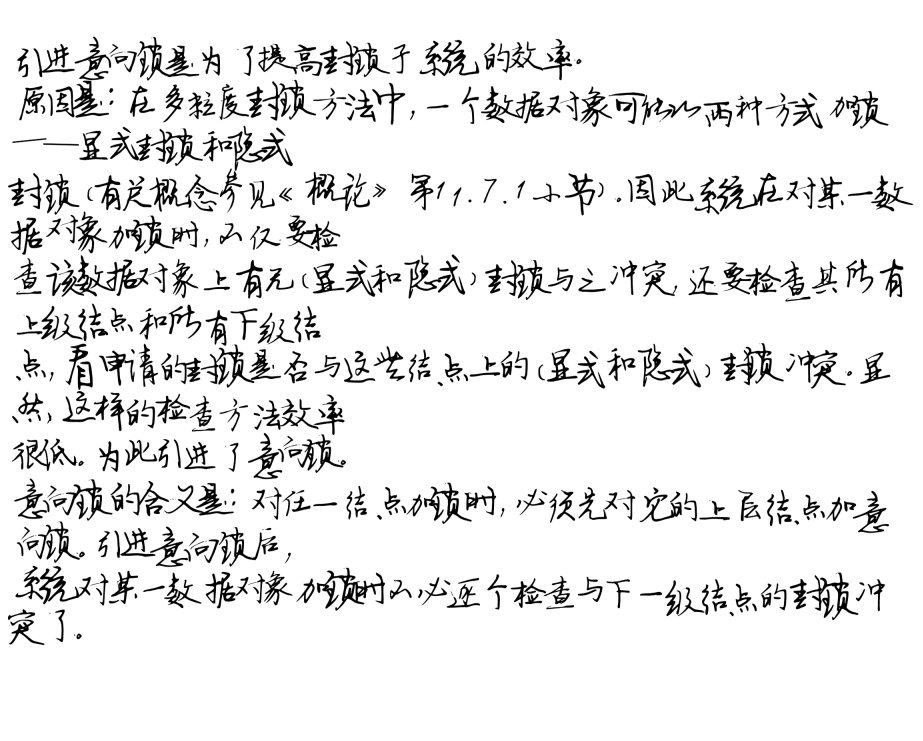 引进意向锁是为了提高封锁子系统的效率。
原因是：在多粒度封锁方法中，一个数据对象可能以两种方式加锁
——显式封锁和隐式
封锁（有关概念参见《概论》第11.7.1小节）。因此系统在对某一数
据对象加锁时，不仅要检
查该数据对象上有无（显式和隐式）封锁与之冲突，还要检查其所有
上级结点和所有下级结
点，看申请的封锁是否与这些结点上的（显式和隐式）封锁冲突。显
然，这样的检查方法效率
很低。为此引进了意向锁。
意向锁的含义是：对任一结点加锁时，必须先对它的上层结点加意
向锁。引进意向锁后，
系统对某一数据对象加锁时不必逐个检查与下一级结点的封锁冲
突了。